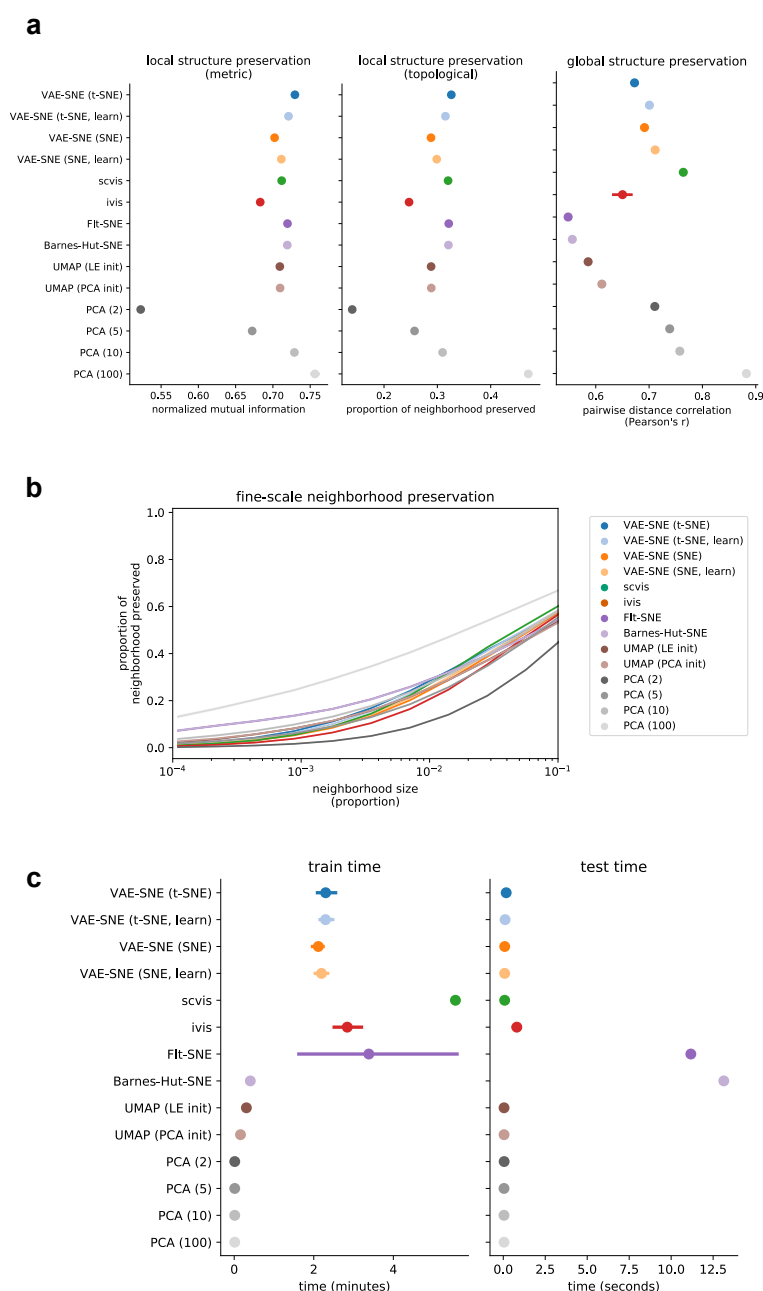 a
local structure preservation
(metric)
local structure preservation
(topological)
global structure preservation
VAE-SNE (t-SNE)
VAE-SNE (t-SNE, learn)
VAE-SNE (SNE)
VAE-SNE (SNE, learn)
scvis
ivis
FIt-SNE
Barnes-Hut-SNE
UMAP (LE init)
UMAP (PCA init)
PCA (2)
PCA (5)
PCA (10)
PCA (100)
0.55 0.60 0.65 0.70 0.75
normalized mutual information
0.2 0.3 0.4
proportion of neighborhood preserved
0.6 0.7 0.8 0.9
pairwise distance correlation
(Pearson's r)
b
fine-scale neighborhood preservation
proportion of
neighborhood preserved
1.0
0.8
0.6
0.4
0.2
0.0
10⁻⁴ 10⁻³ 10⁻² 10⁻¹
neighborhood size
(proportion)
VAE-SNE (t-SNE)
VAE-SNE (t-SNE, learn)
VAE-SNE (SNE)
VAE-SNE (SNE, learn)
scvis
ivis
FIt-SNE
Barnes-Hut-SNE
UMAP (LE init)
UMAP (PCA init)
PCA (2)
PCA (5)
PCA (10)
PCA (100)
c
train time
test time
VAE-SNE (t-SNE)
VAE-SNE (t-SNE, learn)
VAE-SNE (SNE)
VAE-SNE (SNE, learn)
scvis
ivis
FIt-SNE
Barnes-Hut-SNE
UMAP (LE init)
UMAP (PCA init)
PCA (2)
PCA (5)
PCA (10)
PCA (100)
0 2 4
time (minutes)
0.0 2.5 5.0 7.5 10.0 12.5
time (seconds)